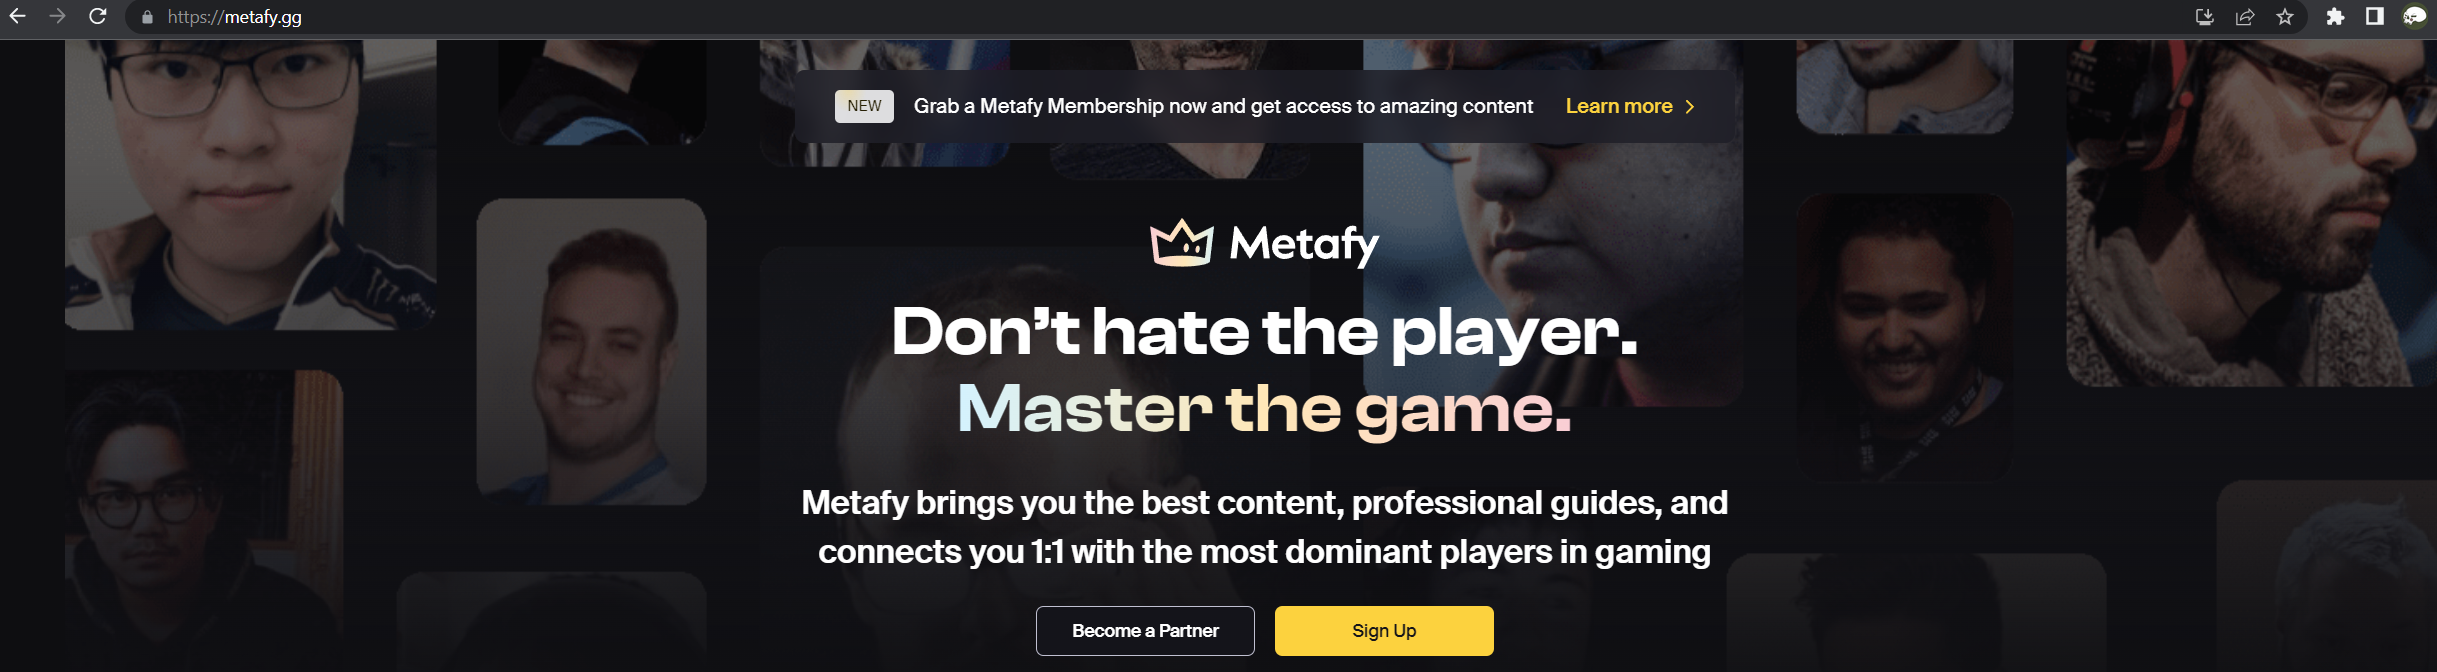 https://metafy.gg
NEW Grab a Metafy Membership now and get access to amazing content Learn more
Metafy
Don’t hate the player.
Master the game.
Metafy brings you the best content, professional guides, and
connects you 1:1 with the most dominant players in gaming
Become a Partner Sign Up